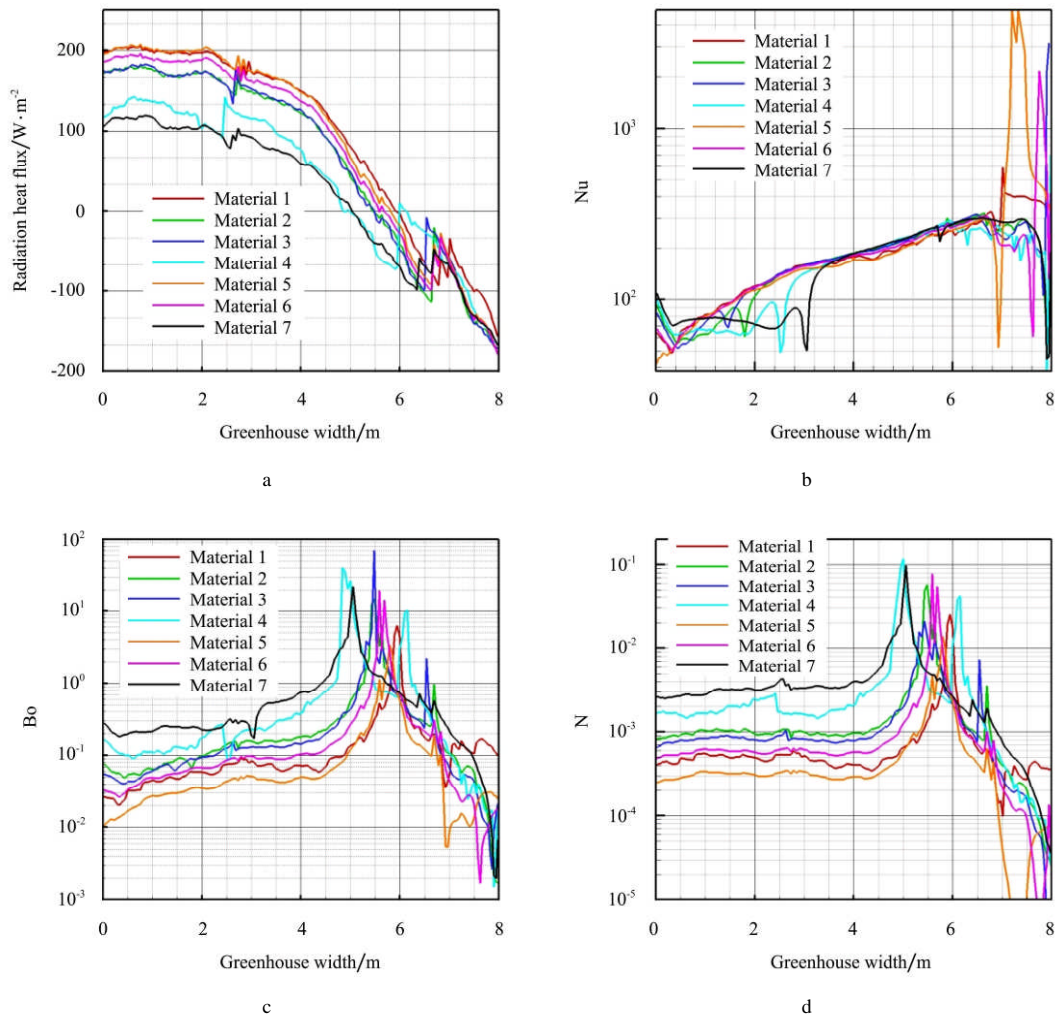 Radiation heat flux/W·m⁻²
200
100
0
-100
-200
Material 1
Material 2
Material 3
Material 4
Material 5
Material 6
Material 7
0 2 4 6 8
Greenhouse width/m
a
Nu
10³
10²
Material 1
Material 2
Material 3
Material 4
Material 5
Material 6
Material 7
0 2 4 6 8
Greenhouse width/m
b
Bo
10²
10¹
10⁰
10⁻¹
10⁻²
10⁻³
Material 1
Material 2
Material 3
Material 4
Material 5
Material 6
Material 7
0 2 4 6 8
Greenhouse width/m
c
N
10⁻¹
10⁻²
10⁻³
10⁻⁴
10⁻⁵
Material 1
Material 2
Material 3
Material 4
Material 5
Material 6
Material 7
0 2 4 6 8
Greenhouse width/m
d